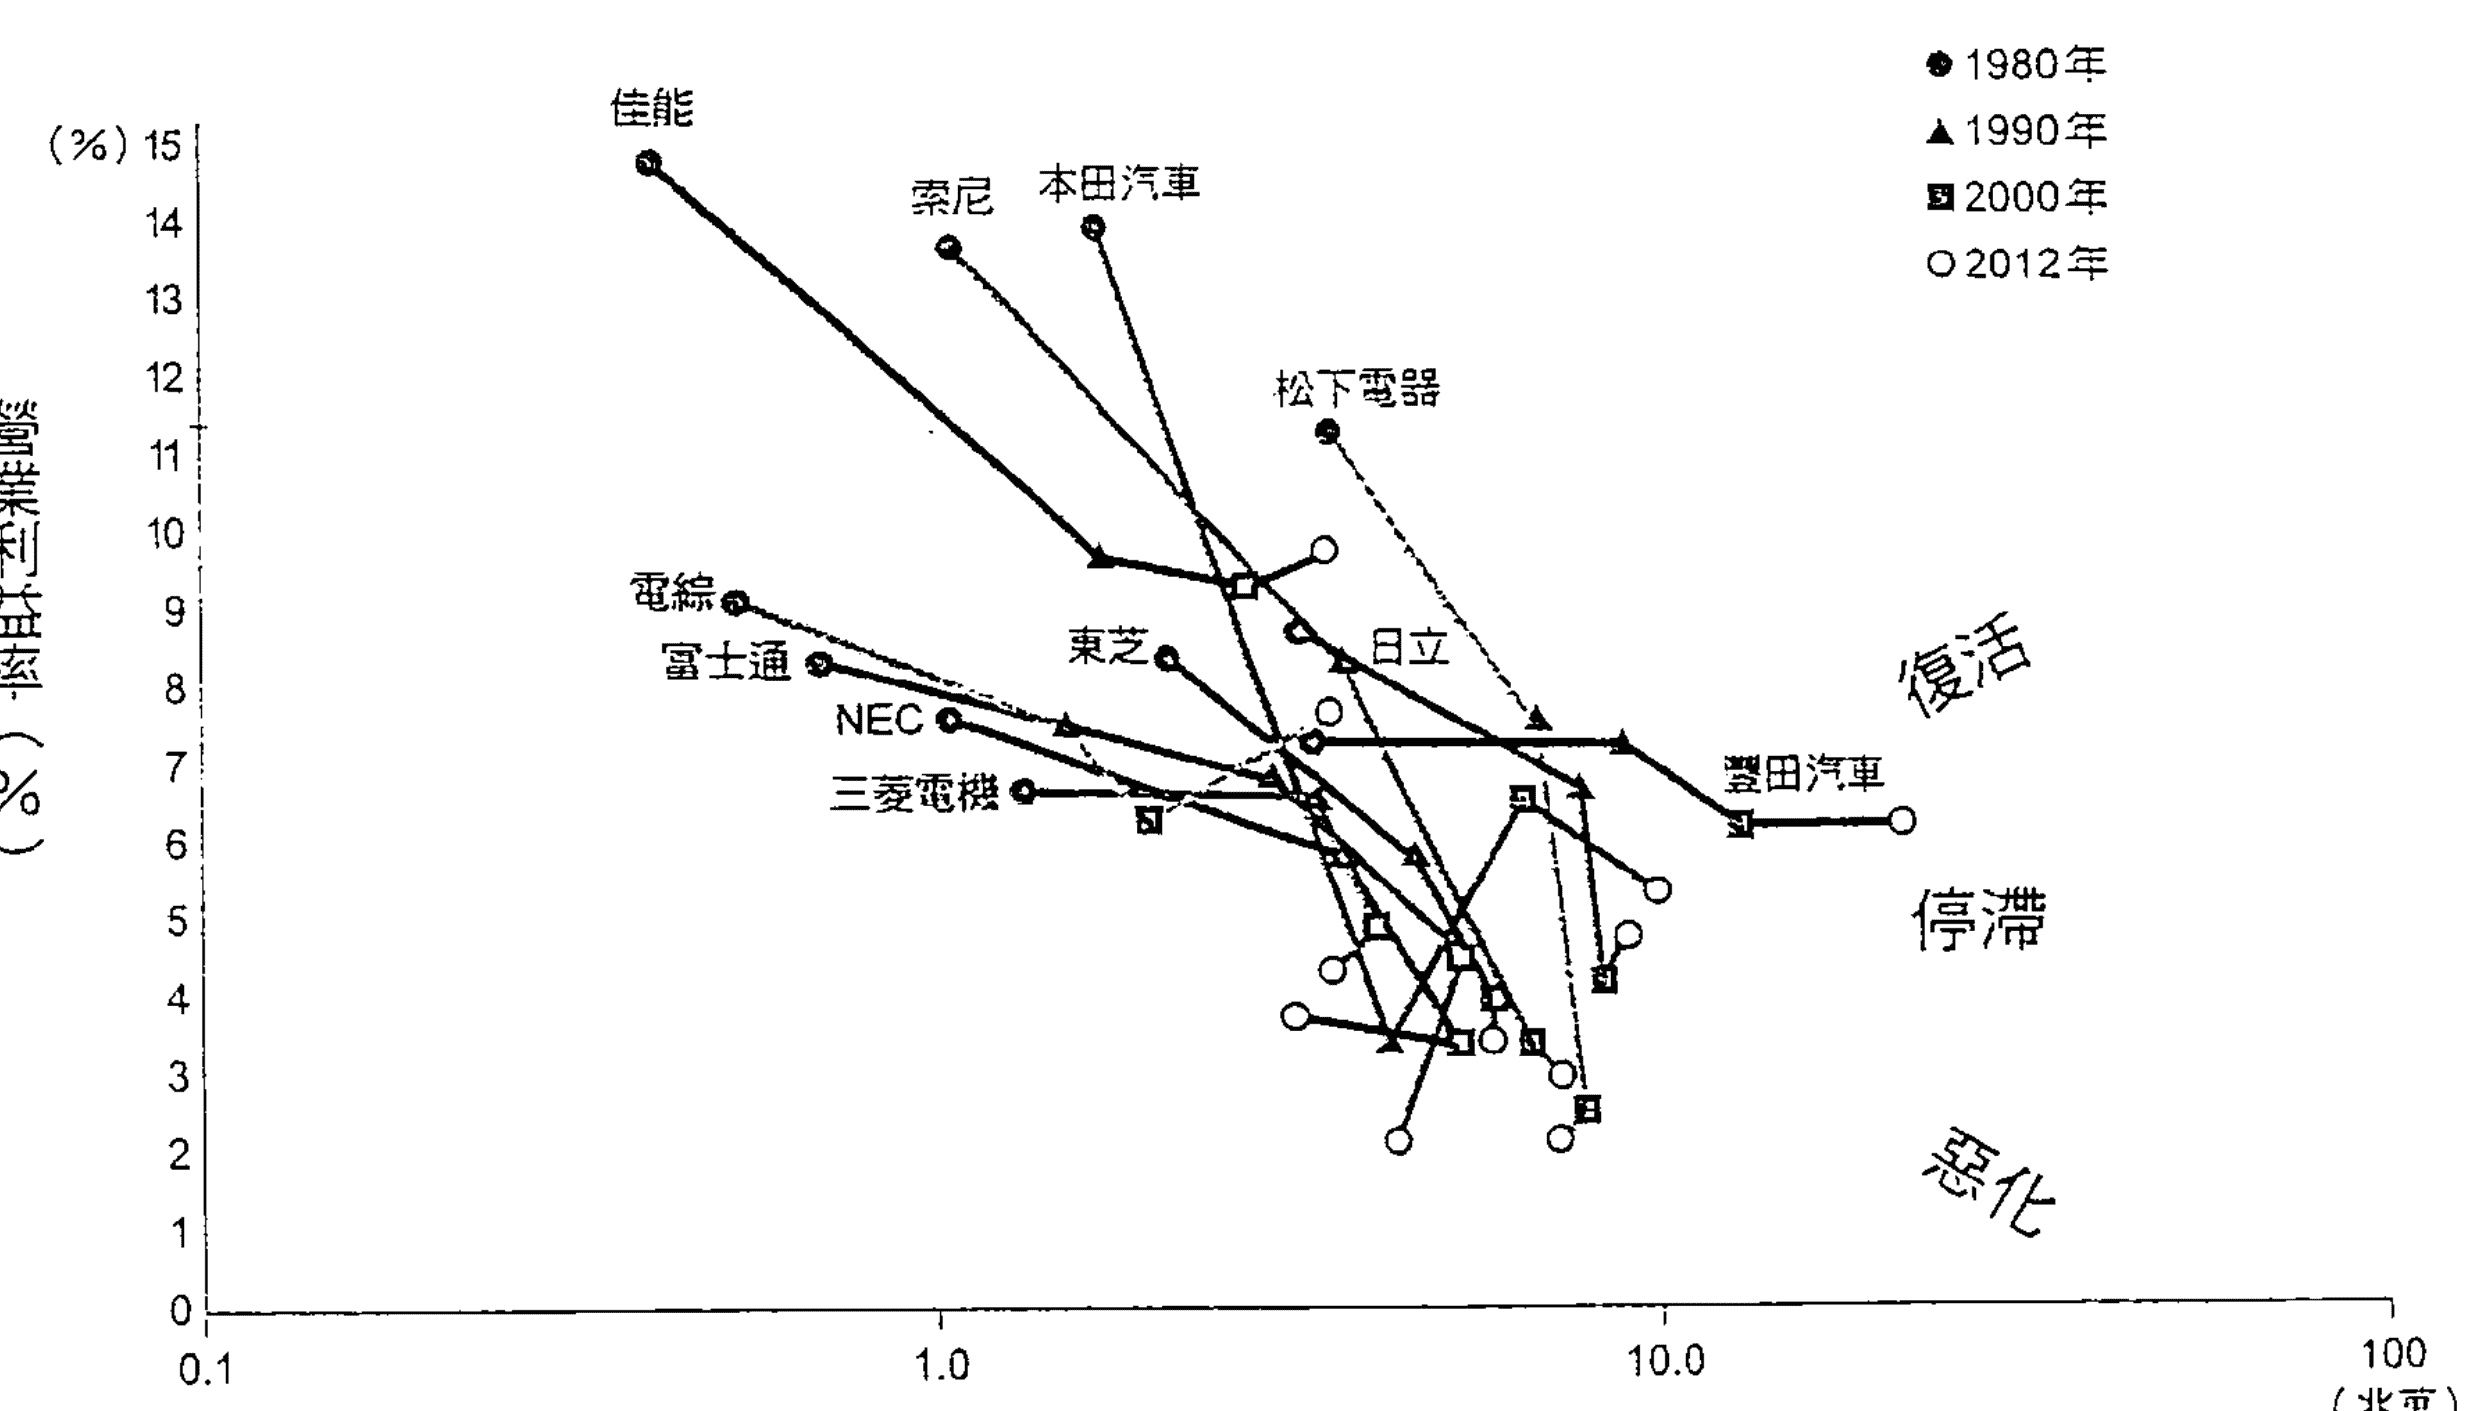 ● 1980年
▲ 1990年
■ 2000年
○ 2012年
佳能
(%) 15
索尼
本田汽車
14
13
12
松下電器
11
10
電綜
9
東芝
日立
復活
富士通
8
NEC
7
豐田汽車
三菱電機
6
5
停滯
4
3
2
惡化
1
0
0.1
1.0
10.0
100
營業利益率(%)